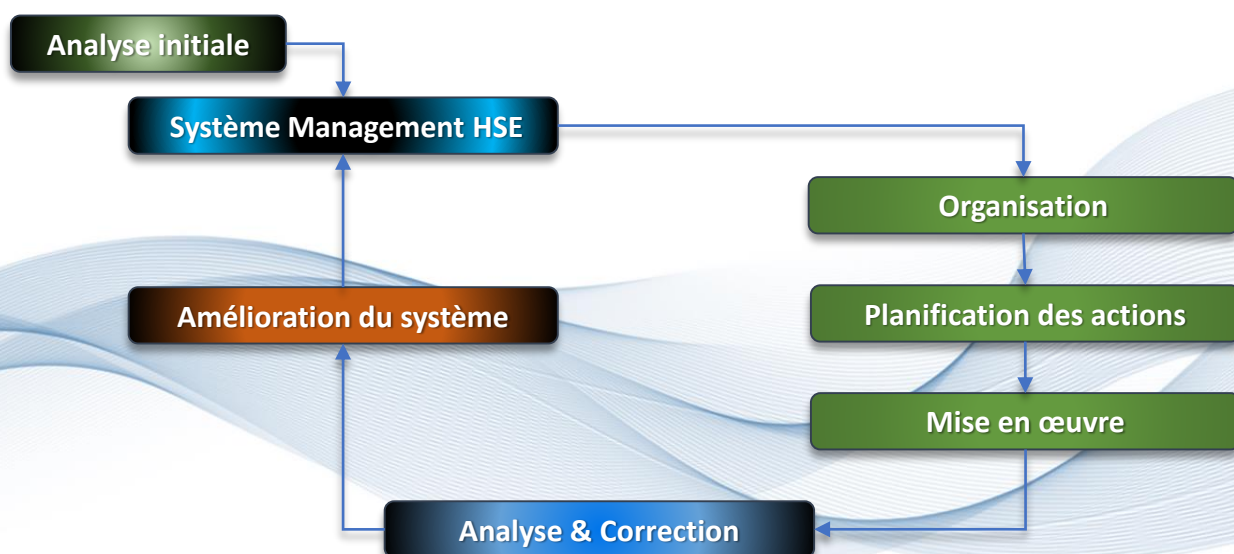 Analyse initiale
Système Management HSE
Organisation
Planification des actions
Mise en œuvre
Analyse & Correction
Amélioration du système